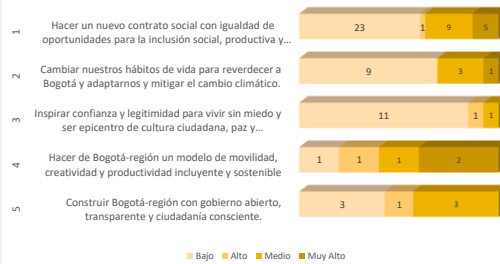 1
Hacer un nuevo contrato social con igualdad de
oportunidades para la inclusión social, productiva y...
23 1 9 5
2
Cambiar nuestros hábitos de vida para reverdecer a
Bogotá y adaptarnos y mitigar el cambio climático.
9 3 1
3
Inspirar confianza y legitimidad para vivir sin miedo y
ser epicentro de cultura ciudadana, paz y...
11 1 1
4
Hacer de Bogotá-región un modelo de movilidad,
creatividad y productividad incluyente y sostenible
1 1 1 2
5
Construir Bogotá-región con gobierno abierto,
transparente y ciudadanía consciente.
3 1 3
Bajo Alto Medio Muy Alto